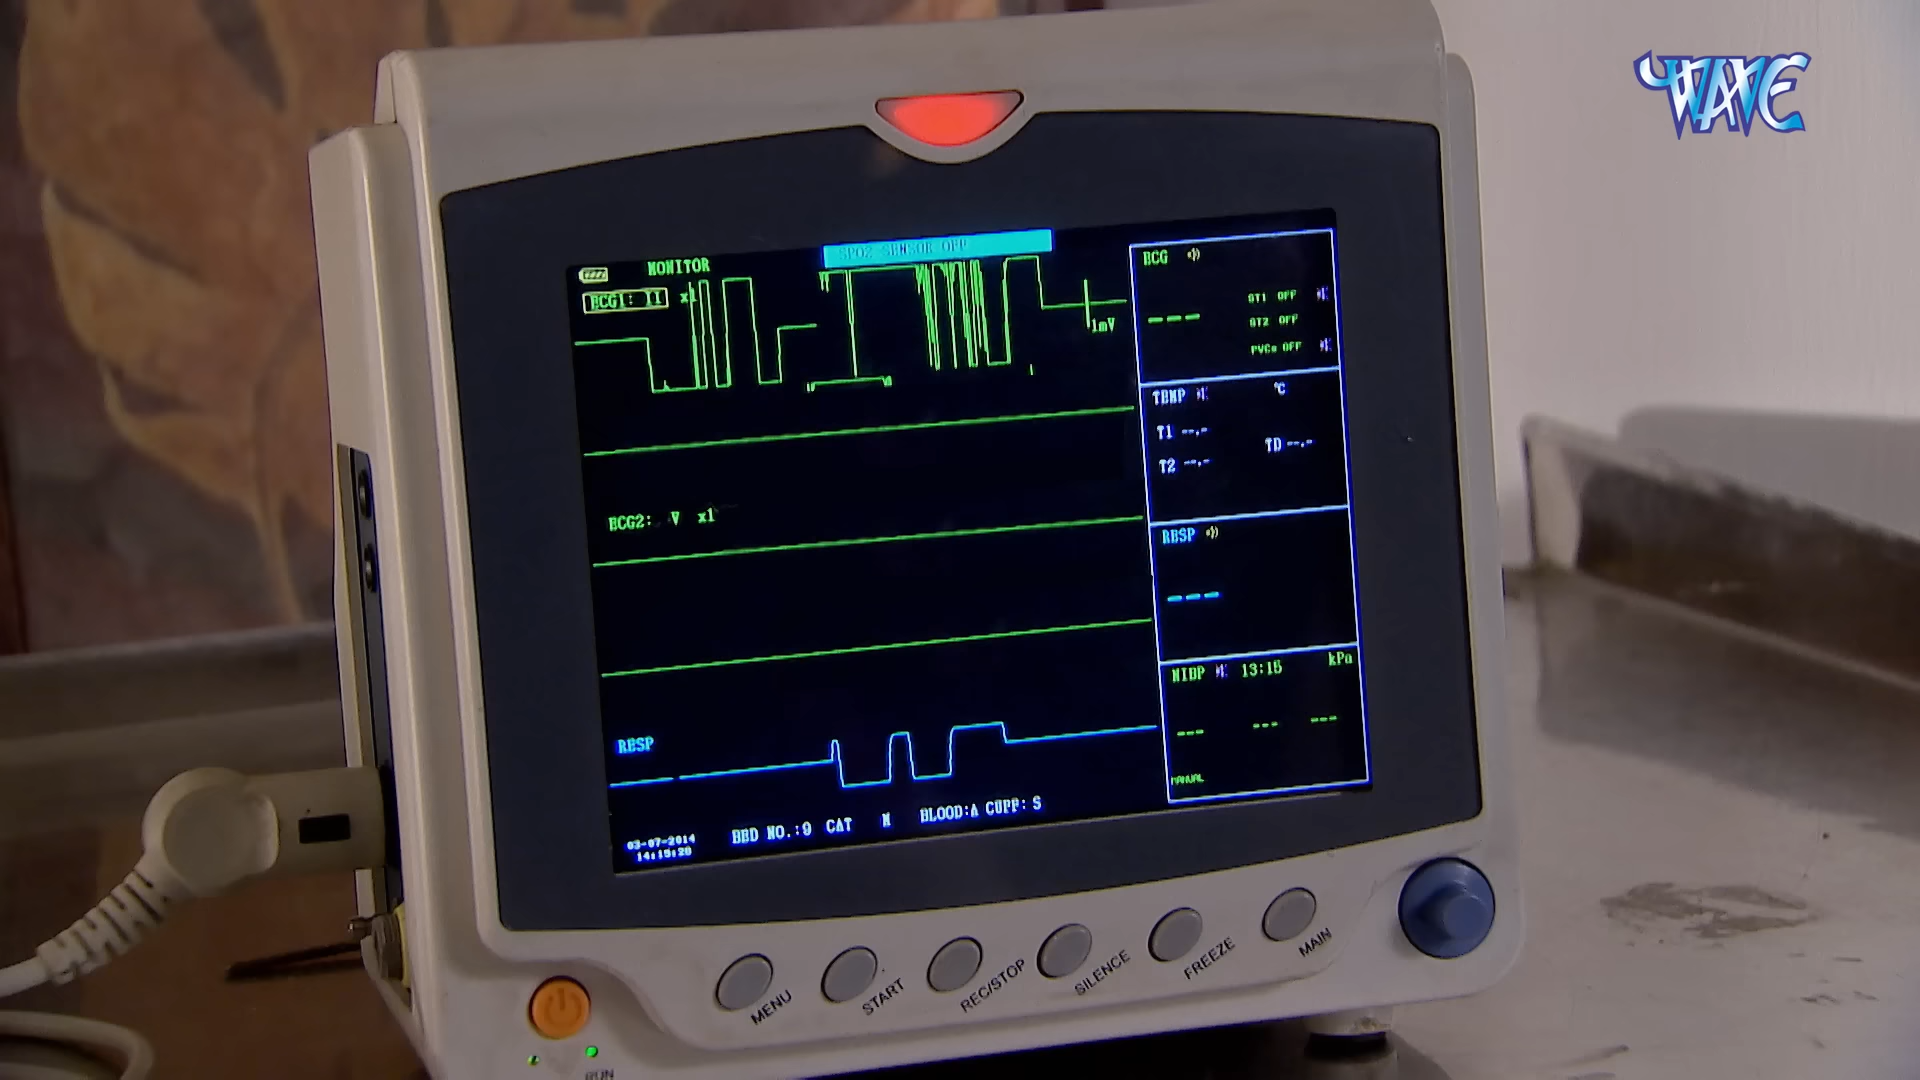 WAVE
SPO2 SENSOR OFF
MONITOR
ECG1: II x1
1mV
ECG
ST1 OFF
ST2 OFF
PVCs OFF
TEMP °C
T1 --.-
TD --.-
T2 --.-
ECG2: V x1
RESP
---
NIBP 13:15 kPa
--- --- ---
MANUAL
RESP
BED NO.:9 CAT M BLOOD:A CUFF: S
03-07-2014
14:15:20
MENU
START
REC/STOP
SILENCE
FREEZE
MAIN
RUN